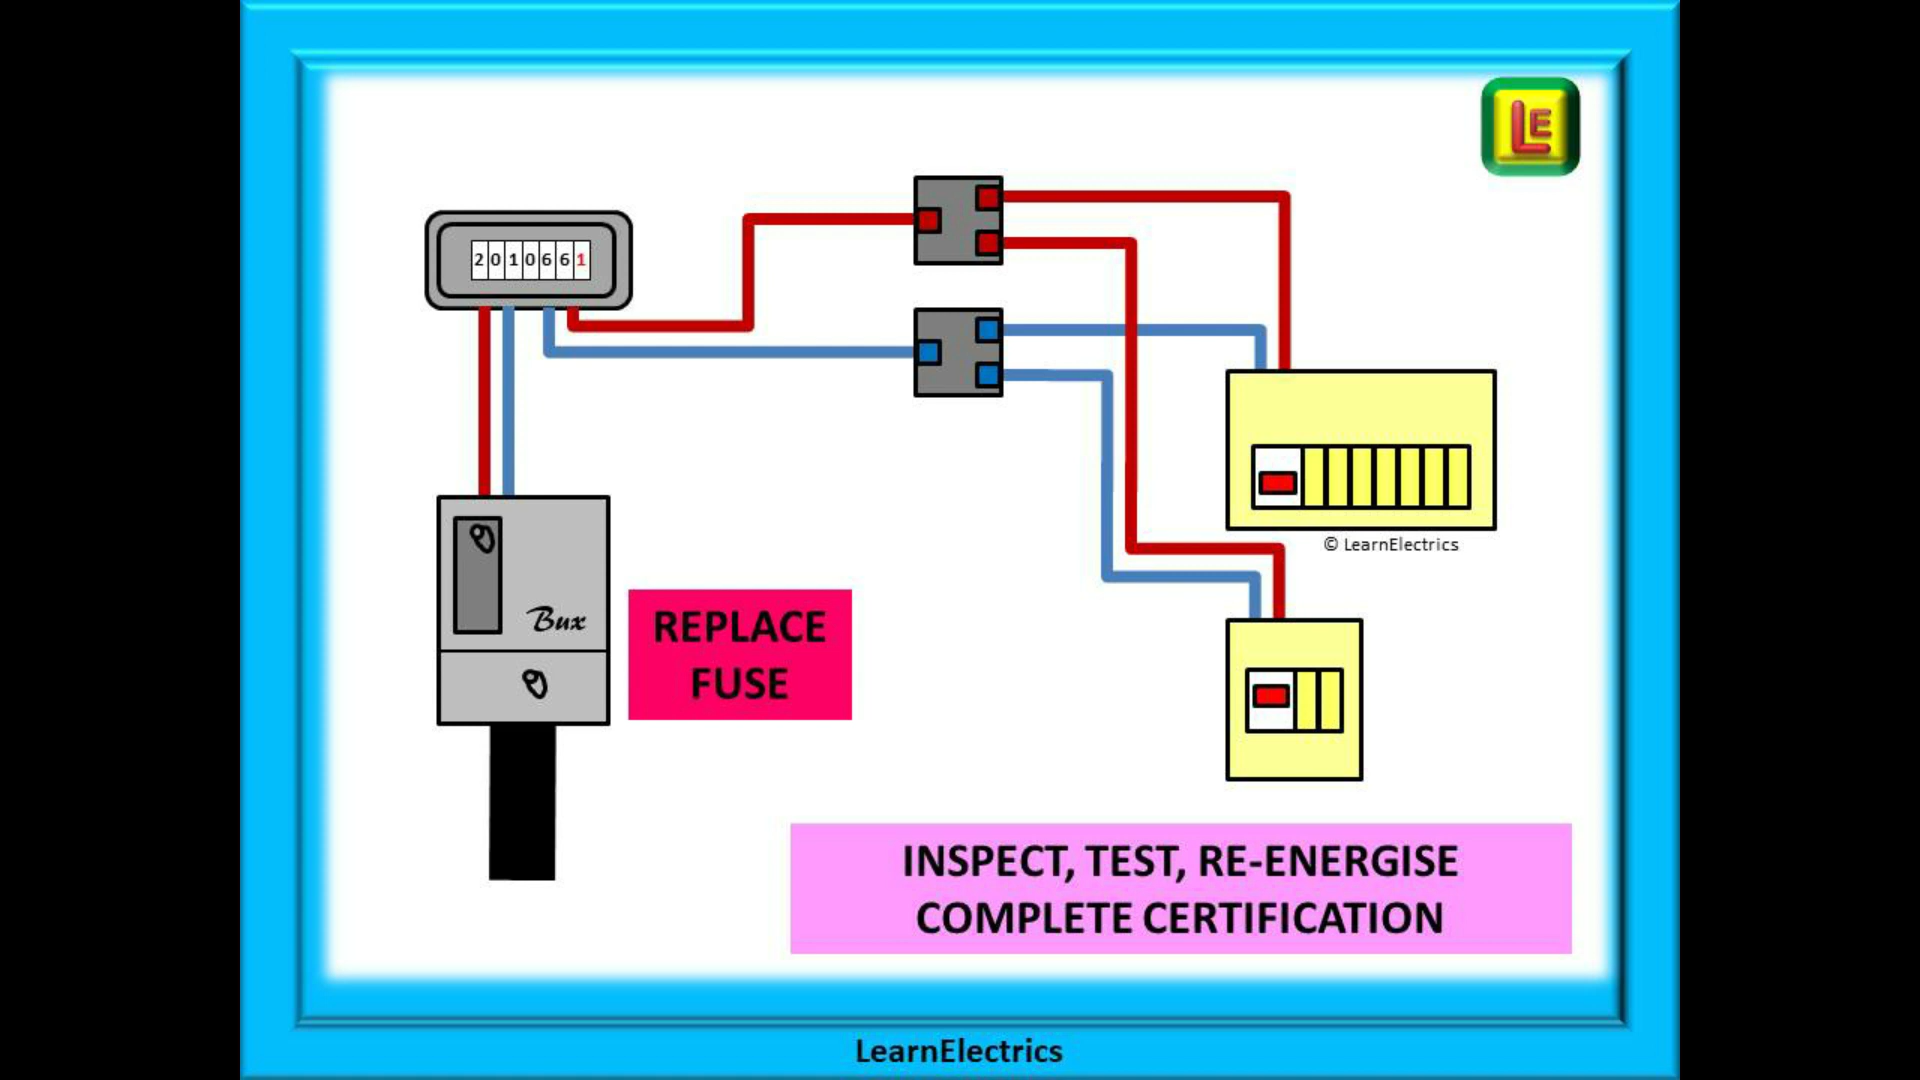 LE
2010661
© LearnElectrics
Bux
REPLACE
FUSE
INSPECT, TEST, RE-ENERGISE
COMPLETE CERTIFICATION
LearnElectrics